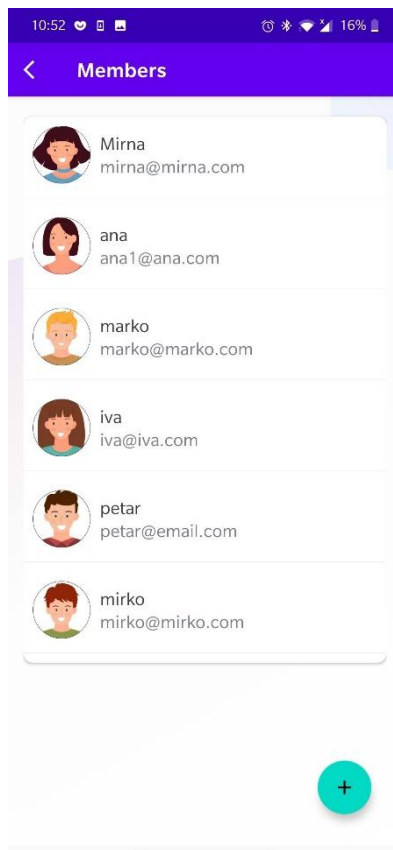 10:52
16%
Members
Mirna
mirna@mirna.com
ana
ana1@ana.com
marko
marko@marko.com
iva
iva@iva.com
petar
petar@email.com
mirko
mirko@mirko.com
+